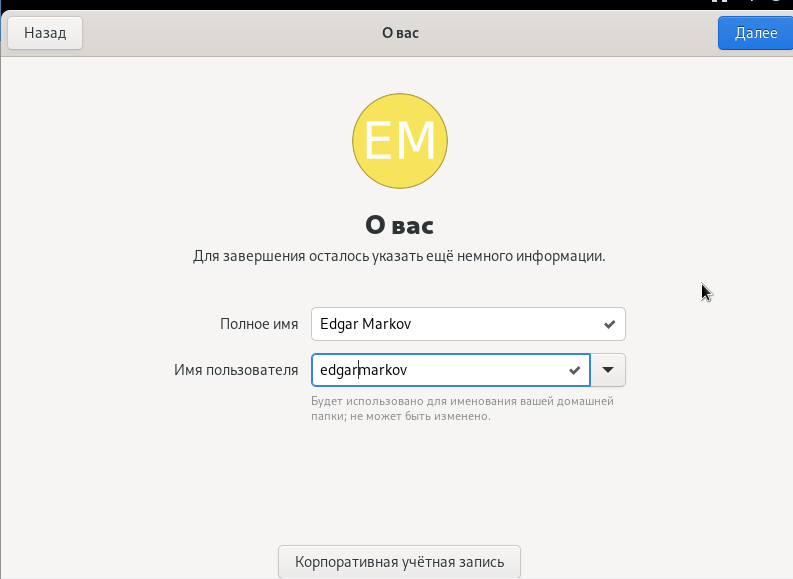 Назад
О вас
Далее
EM
О вас
Для завершения осталось указать ещё немного информации.
Полное имя
Edgar Markov
Имя пользователя
edgarmarkov
Будет использовано для именования вашей домашней
папки; не может быть изменено.
Корпоративная учётная запись